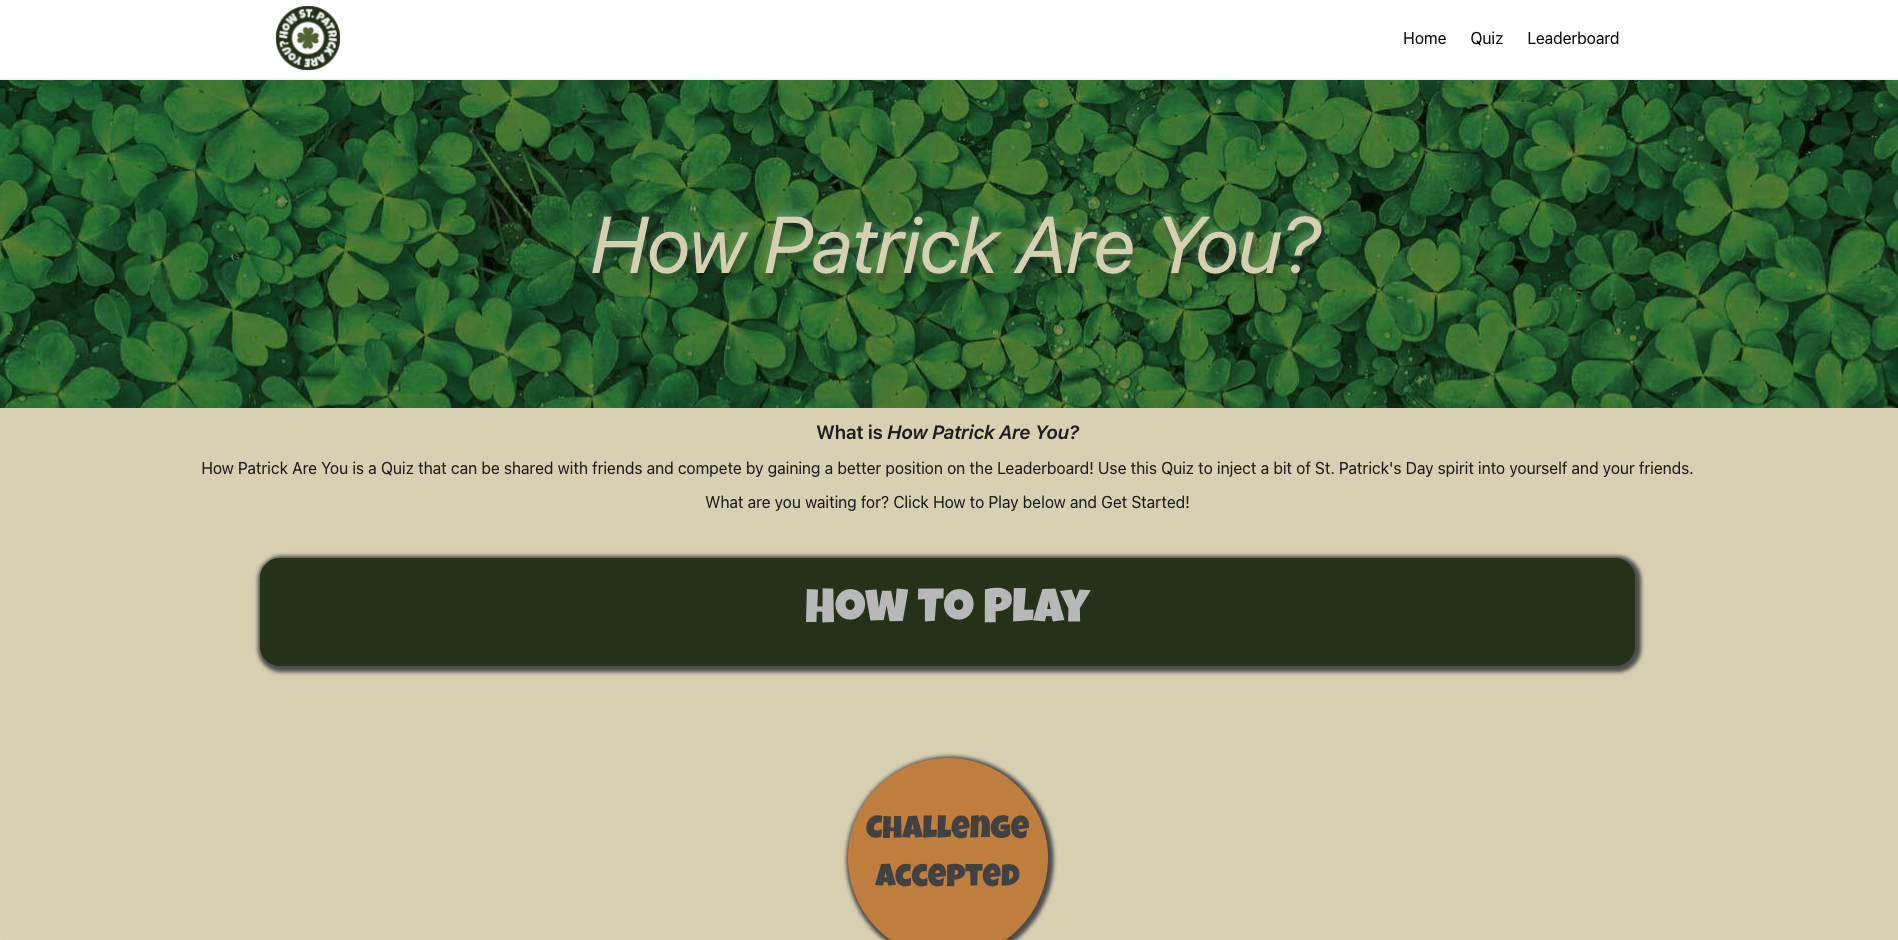 HOW ST. PATRICK ARE YOU?
Home Quiz Leaderboard
How Patrick Are You?
What is How Patrick Are You?
How Patrick Are You is a Quiz that can be shared with friends and compete by gaining a better position on the Leaderboard! Use this Quiz to inject a bit of St. Patrick's Day spirit into yourself and your friends.
What are you waiting for? Click How to Play below and Get Started!
How to Play
Challenge
Accepted